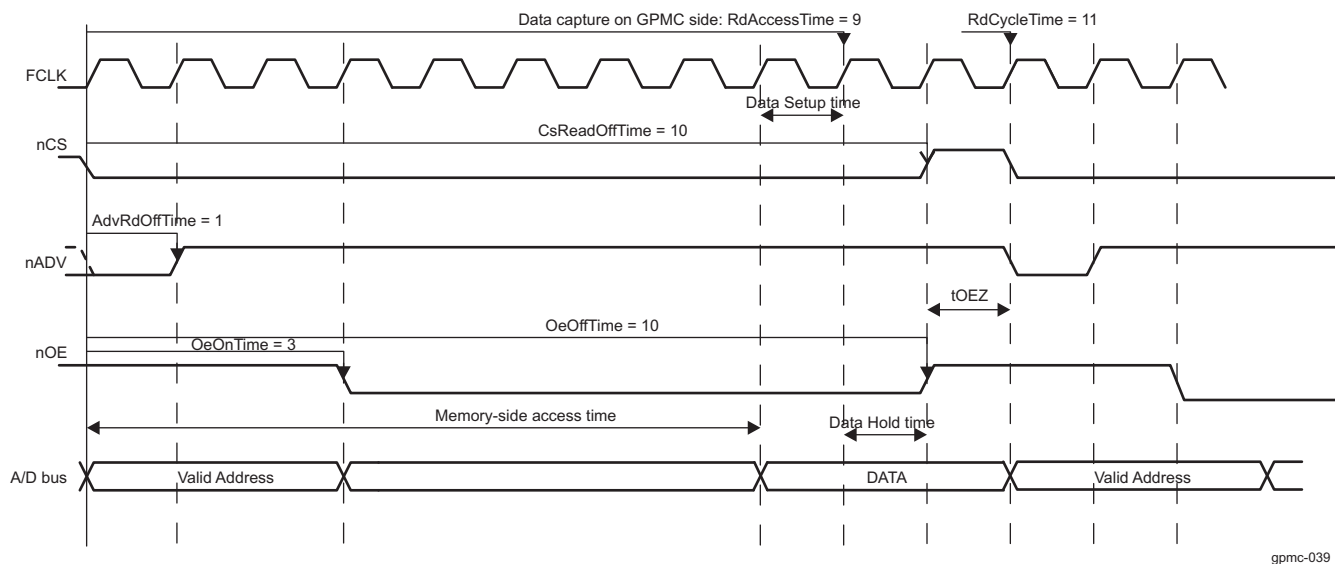 Data capture on GPMC side: RdAccessTime = 9
RdCycleTime = 11
FCLK
Data Setup time
CsReadOffTime = 10
nCS
AdvRdOffTime = 1
nADV
tOEZ
OeOffTime = 10
nOE
OeOnTime = 3
Memory-side access time
Data Hold time
A/D bus
Valid Address
DATA
Valid Address
gpmc-039